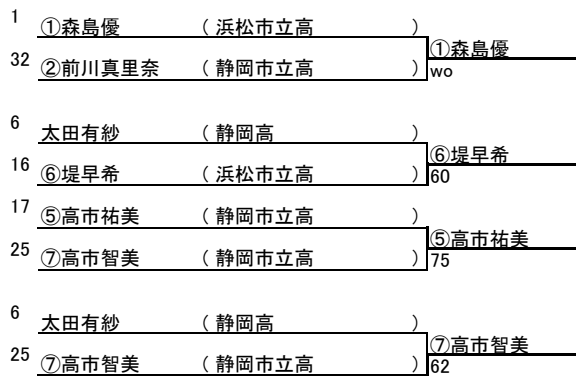 1 ①森島優 (浜松市立高 )
①森島優
32 ②前川真里奈 (静岡市立高 )
wo
6 太田有紗 (静岡高 )
⑥堤早希
16 ⑥堤早希 (浜松市立高 )
60
17 ⑤高市祐美 (静岡市立高 )
⑤高市祐美
25 ⑦高市智美 (静岡市立高 )
75
6 太田有紗 (静岡高 )
⑦高市智美
25 ⑦高市智美 (静岡市立高 )
62